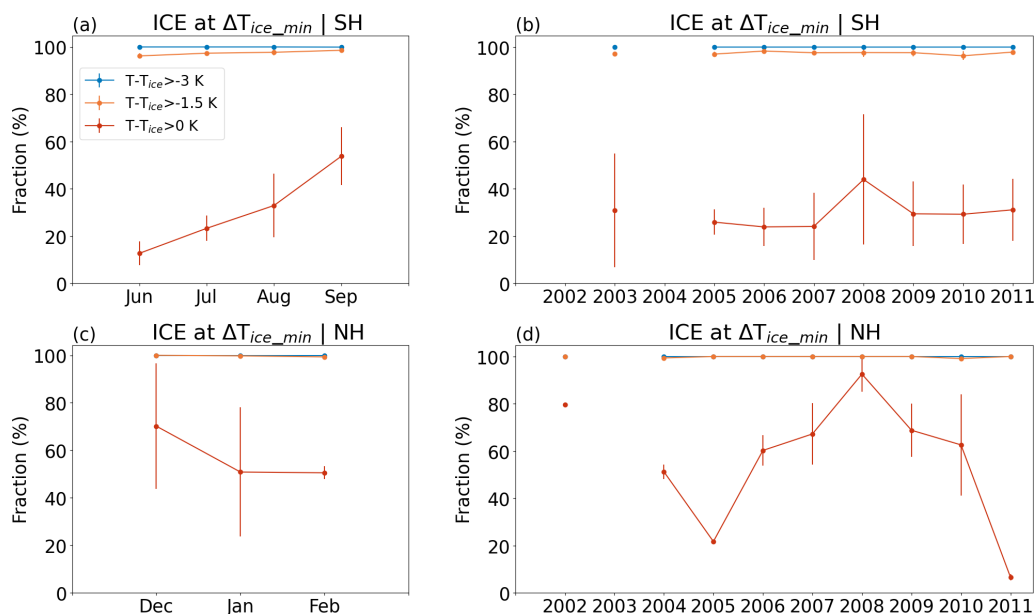 (a) ICE at ΔT_ice_min | SH
100
80
60
40
20
0
Fraction (%)
T-T_ice>-3 K
T-T_ice>-1.5 K
T-T_ice>0 K
Jun Jul Aug Sep
(b) ICE at ΔT_ice_min | SH
100
80
60
40
20
0
Fraction (%)
2002 2003 2004 2005 2006 2007 2008 2009 2010 2011
(c) ICE at ΔT_ice_min | NH
100
80
60
40
20
0
Fraction (%)
Dec Jan Feb
(d) ICE at ΔT_ice_min | NH
100
80
60
40
20
0
Fraction (%)
2002 2003 2004 2005 2006 2007 2008 2009 2010 2011